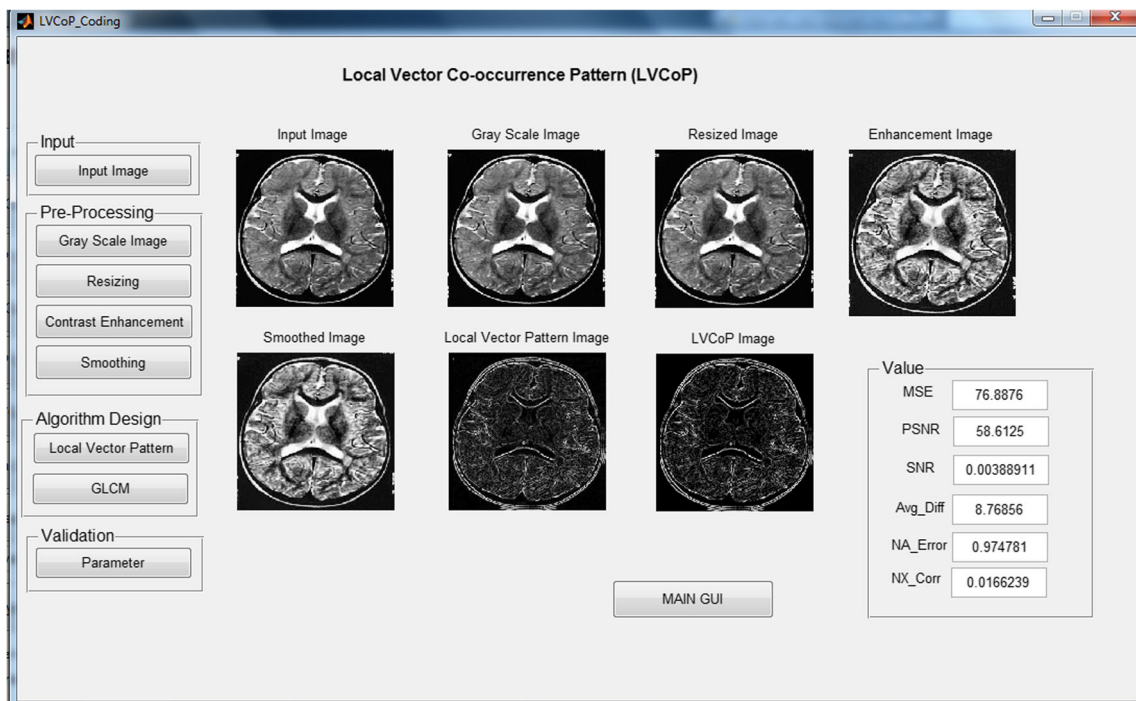 LVCoP_Coding
Local Vector Co-occurrence Pattern (LVCoP)
Input
Input Image
Pre-Processing
Gray Scale Image
Resizing
Contrast Enhancement
Smoothing
Algorithm Design
Local Vector Pattern
GLCM
Validation
Parameter
Input Image
Gray Scale Image
Resized Image
Enhancement Image
Smoothed Image
Local Vector Pattern Image
LVCoP Image
Value
MSE 76.8876
PSNR 58.6125
SNR 0.00388911
Avg_Diff 8.76856
NA_Error 0.974781
NX_Corr 0.0166239
MAIN GUI